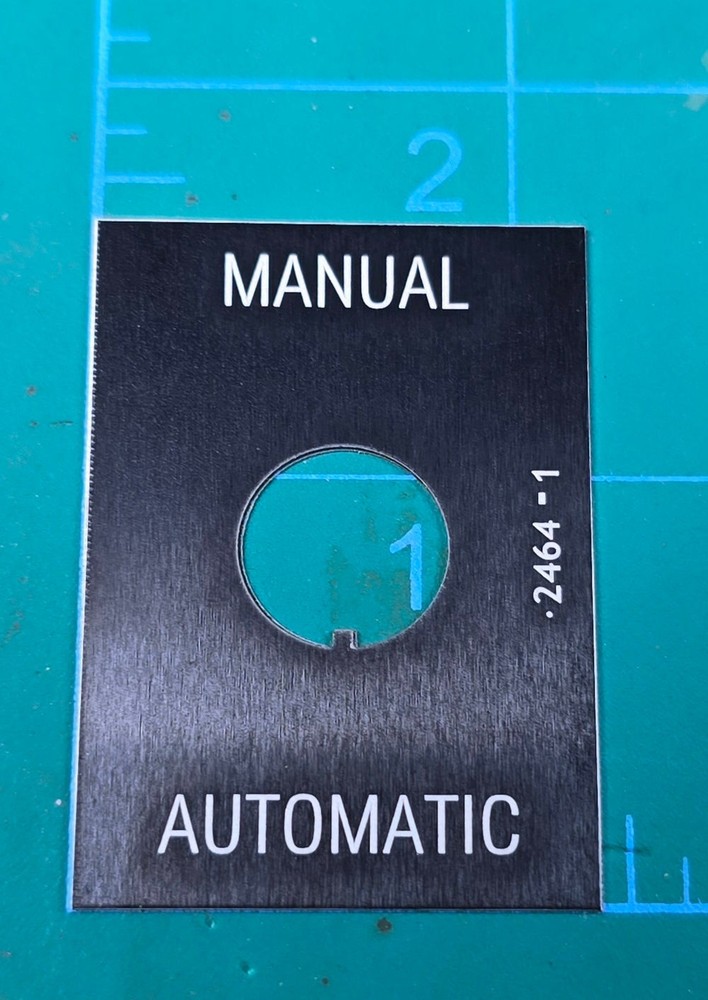 2
MANUAL
1
.2464-1
AUTOMATIC